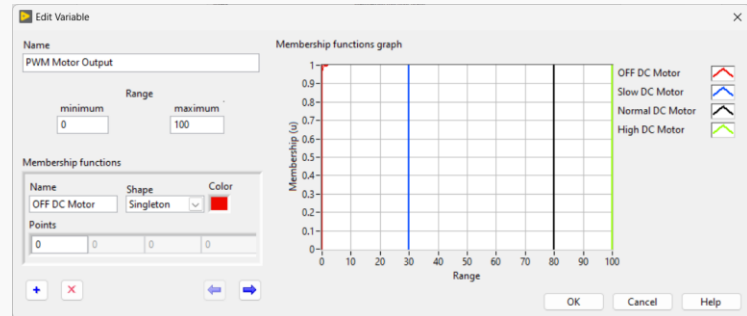 Edit Variable
Name
PWM Motor Output
Range
minimum
maximum
0
100
Membership functions
Name
Shape
Color
OFF DC Motor
Singleton
Points
0
0
0
0
Membership functions graph
Membership (u)
1
0.9
0.8
0.7
0.6
0.5
0.4
0.3
0.2
0.1
0
0 10 20 30 40 50 60 70 80 90 100
Range
OFF DC Motor
Slow DC Motor
Normal DC Motor
High DC Motor
OK
Cancel
Help